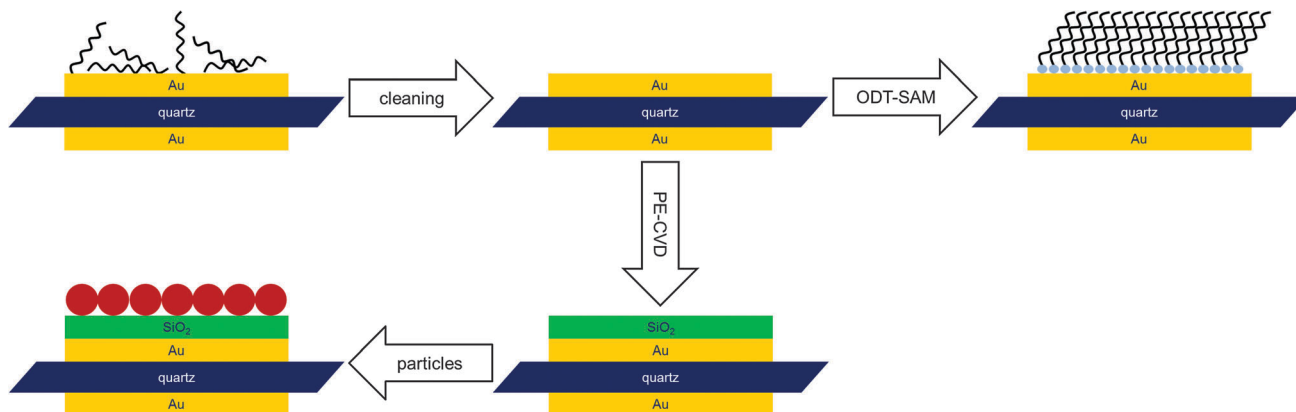 Au
quartz
Au
cleaning
Au
quartz
Au
ODT-SAM
Au
quartz
Au
PE-CVD
SiO₂
Au
quartz
Au
particles
SiO₂
Au
quartz
Au